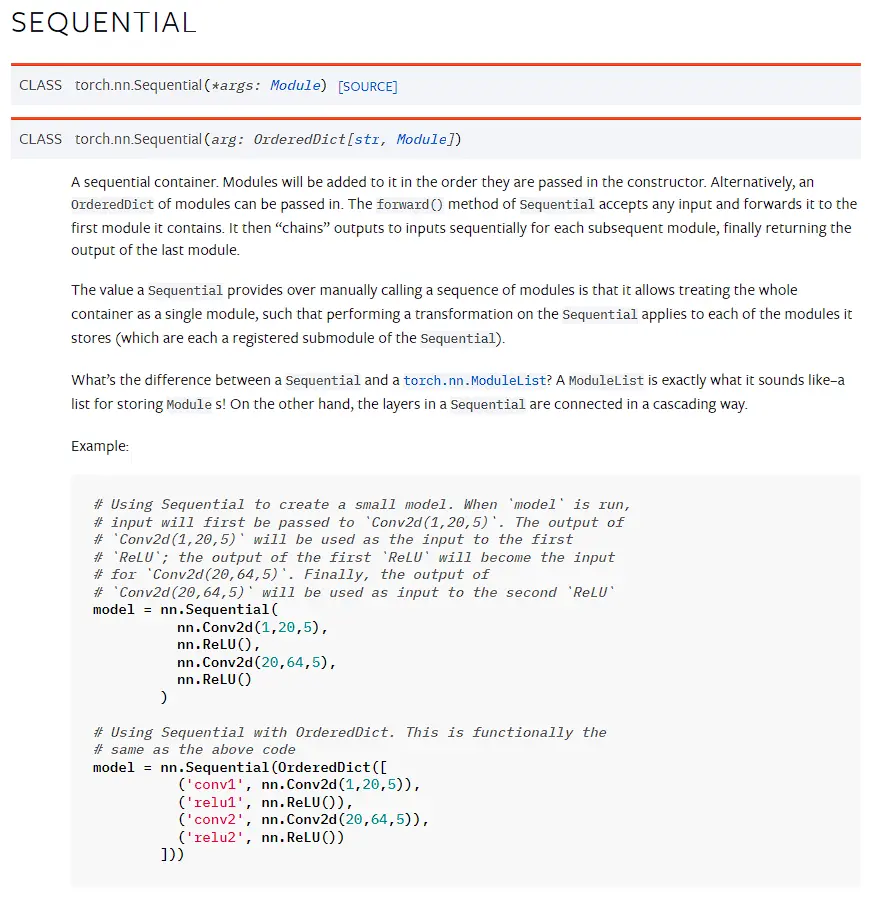 SEQUENTIAL
CLASS torch.nn.Sequential(*args: Module) [SOURCE]
CLASS torch.nn.Sequential(arg: OrderedDict[str, Module])
A sequential container. Modules will be added to it in the order they are passed in the constructor. Alternatively, an
OrderedDict of modules can be passed in. The forward() method of Sequential accepts any input and forwards it to the
first module it contains. It then “chains” outputs to inputs sequentially for each subsequent module, finally returning the
output of the last module.
The value a Sequential provides over manually calling a sequence of modules is that it allows treating the whole
container as a single module, such that performing a transformation on the Sequential applies to each of the modules it
stores (which are each a registered submodule of the Sequential).
What’s the difference between a Sequential and a torch.nn.ModuleList? A ModuleList is exactly what it sounds like–a
list for storing Module s! On the other hand, the layers in a Sequential are connected in a cascading way.
Example:
# Using Sequential to create a small model. When `model` is run,
# input will first be passed to `Conv2d(1,20,5)`. The output of
# `Conv2d(1,20,5)` will be used as the input to the first
# `ReLU`; the output of the first `ReLU` will become the input
# for `Conv2d(20,64,5)`. Finally, the output of
# `Conv2d(20,64,5)` will be used as input to the second `ReLU`
model = nn.Sequential(
          nn.Conv2d(1,20,5),
          nn.ReLU(),
          nn.Conv2d(20,64,5),
          nn.ReLU()
        )
# Using Sequential with OrderedDict. This is functionally the
# same as the above code
model = nn.Sequential(OrderedDict([
          ('conv1', nn.Conv2d(1,20,5)),
          ('relu1', nn.ReLU()),
          ('conv2', nn.Conv2d(20,64,5)),
          ('relu2', nn.ReLU())
        ]))